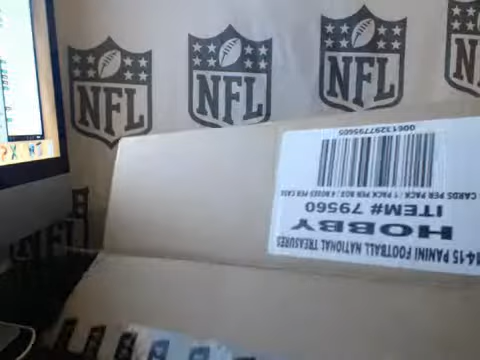 NFL
NFL
NFL
14-15 PANINI FOOTBALL NATIONAL TREASURES
HOBBY
ITEM# 79560
CARDS PER PACK / 1 PACK PER BOX / 4 BOXES PER CASE
NFL